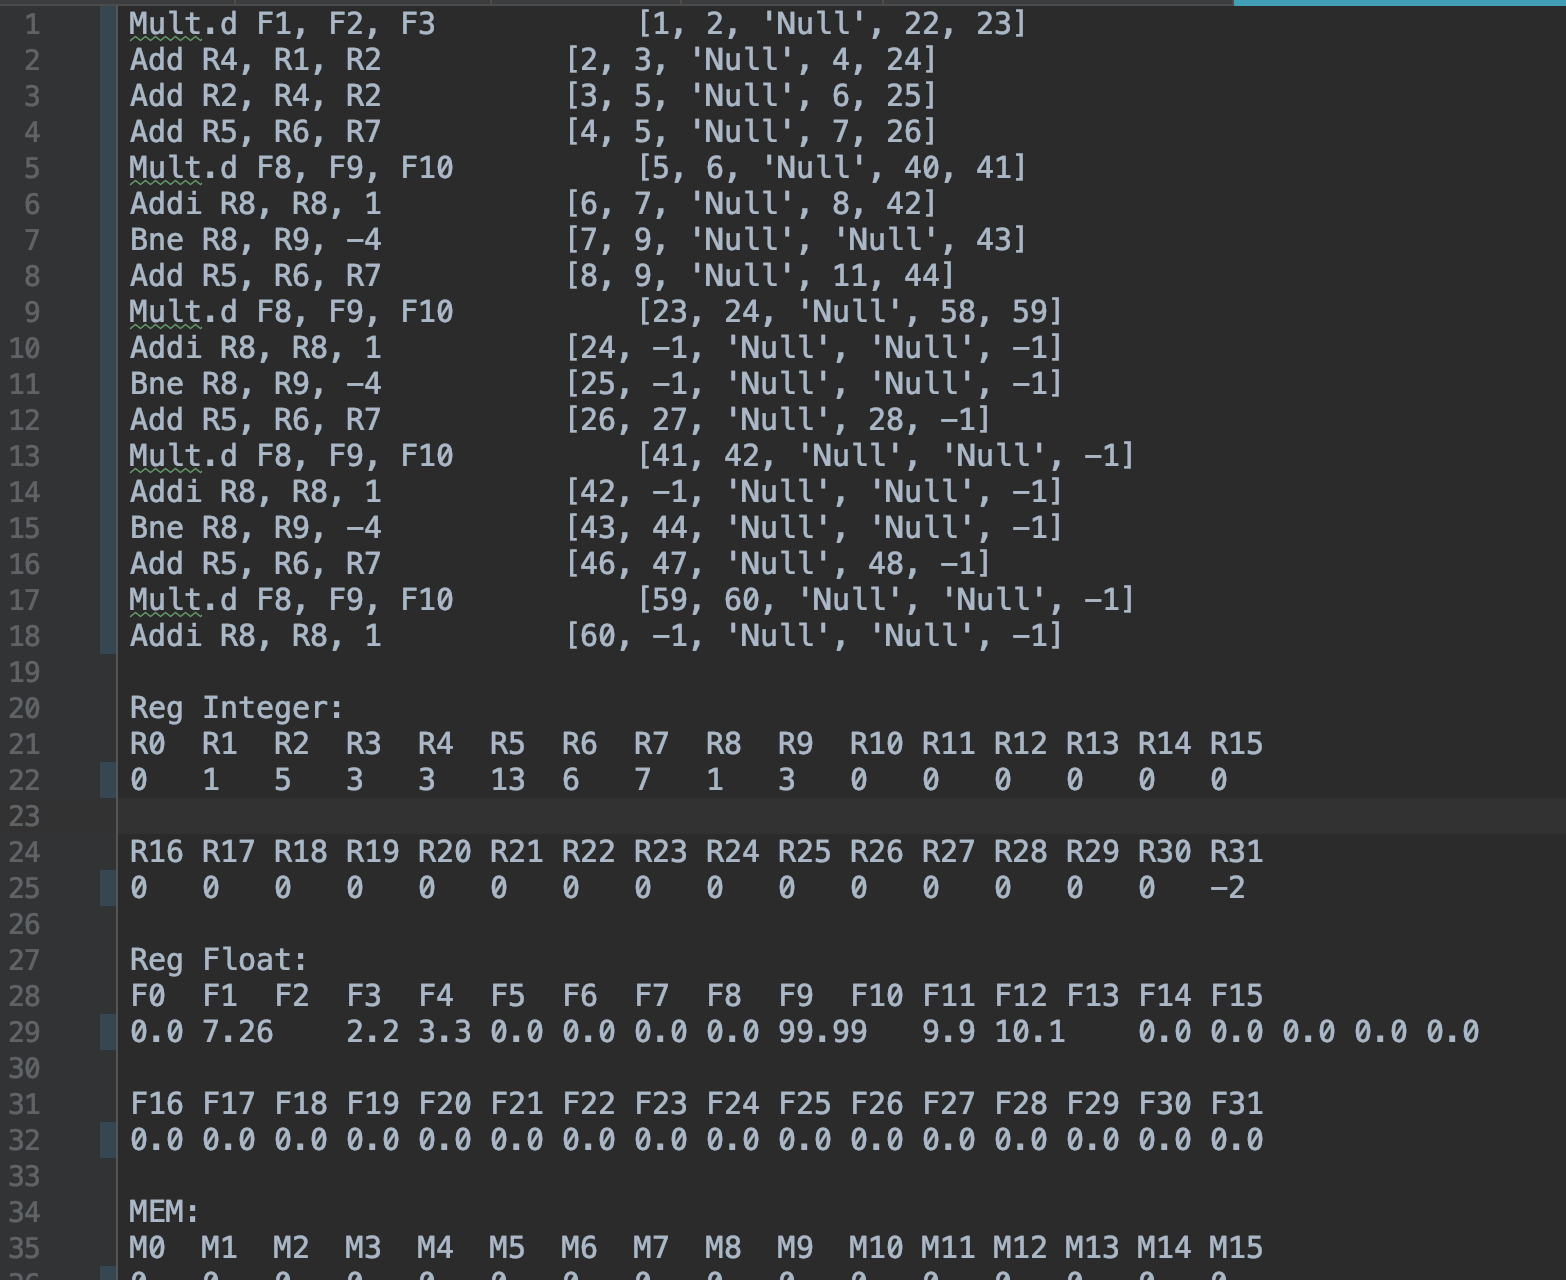 1 Mult.d F1, F2, F3 [1, 2, 'Null', 22, 23]
2 Add R4, R1, R2 [2, 3, 'Null', 4, 24]
3 Add R2, R4, R2 [3, 5, 'Null', 6, 25]
4 Add R5, R6, R7 [4, 5, 'Null', 7, 26]
5 Mult.d F8, F9, F10 [5, 6, 'Null', 40, 41]
6 Addi R8, R8, 1 [6, 7, 'Null', 8, 42]
7 Bne R8, R9, -4 [7, 9, 'Null', 'Null', 43]
8 Add R5, R6, R7 [8, 9, 'Null', 11, 44]
9 Mult.d F8, F9, F10 [23, 24, 'Null', 58, 59]
10 Addi R8, R8, 1 [24, -1, 'Null', 'Null', -1]
11 Bne R8, R9, -4 [25, -1, 'Null', 'Null', -1]
12 Add R5, R6, R7 [26, 27, 'Null', 28, -1]
13 Mult.d F8, F9, F10 [41, 42, 'Null', 'Null', -1]
14 Addi R8, R8, 1 [42, -1, 'Null', 'Null', -1]
15 Bne R8, R9, -4 [43, 44, 'Null', 'Null', -1]
16 Add R5, R6, R7 [46, 47, 'Null', 48, -1]
17 Mult.d F8, F9, F10 [59, 60, 'Null', 'Null', -1]
18 Addi R8, R8, 1 [60, -1, 'Null', 'Null', -1]
19
20 Reg Integer:
21 R0 R1 R2 R3 R4 R5 R6 R7 R8 R9 R10 R11 R12 R13 R14 R15
22 0 1 5 3 3 13 6 7 1 3 0 0 0 0 0 0
23
24 R16 R17 R18 R19 R20 R21 R22 R23 R24 R25 R26 R27 R28 R29 R30 R31
25 0 0 0 0 0 0 0 0 0 0 0 0 0 0 0 -2
26
27 Reg Float:
28 F0 F1 F2 F3 F4 F5 F6 F7 F8 F9 F10 F11 F12 F13 F14 F15
29 0.0 7.26 2.2 3.3 0.0 0.0 0.0 0.0 99.99 9.9 10.1 0.0 0.0 0.0 0.0 0.0
30
31 F16 F17 F18 F19 F20 F21 F22 F23 F24 F25 F26 F27 F28 F29 F30 F31
32 0.0 0.0 0.0 0.0 0.0 0.0 0.0 0.0 0.0 0.0 0.0 0.0 0.0 0.0 0.0 0.0
33
34 MEM:
35 M0 M1 M2 M3 M4 M5 M6 M7 M8 M9 M10 M11 M12 M13 M14 M15